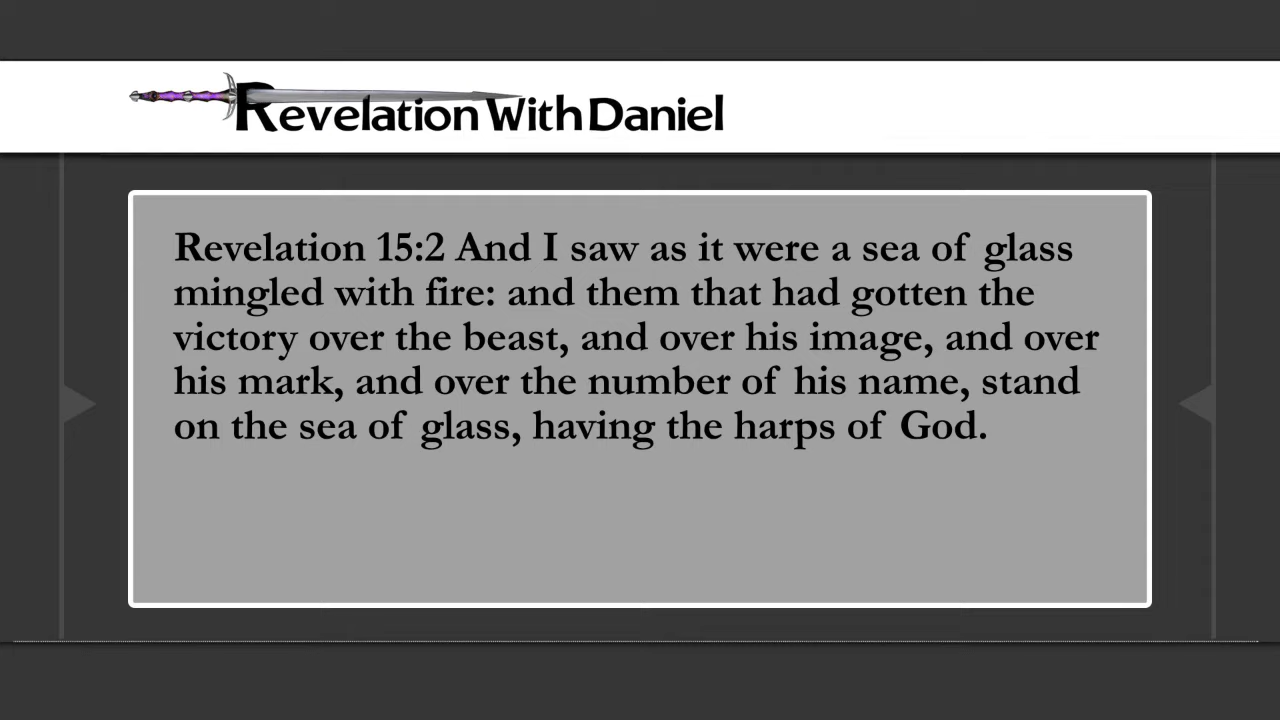 Revelation With Daniel
Revelation 15:2 And I saw as it were a sea of glass
mingled with fire: and them that had gotten the
victory over the beast, and over his image, and over
his mark, and over the number of his name, stand
on the sea of glass, having the harps of God.